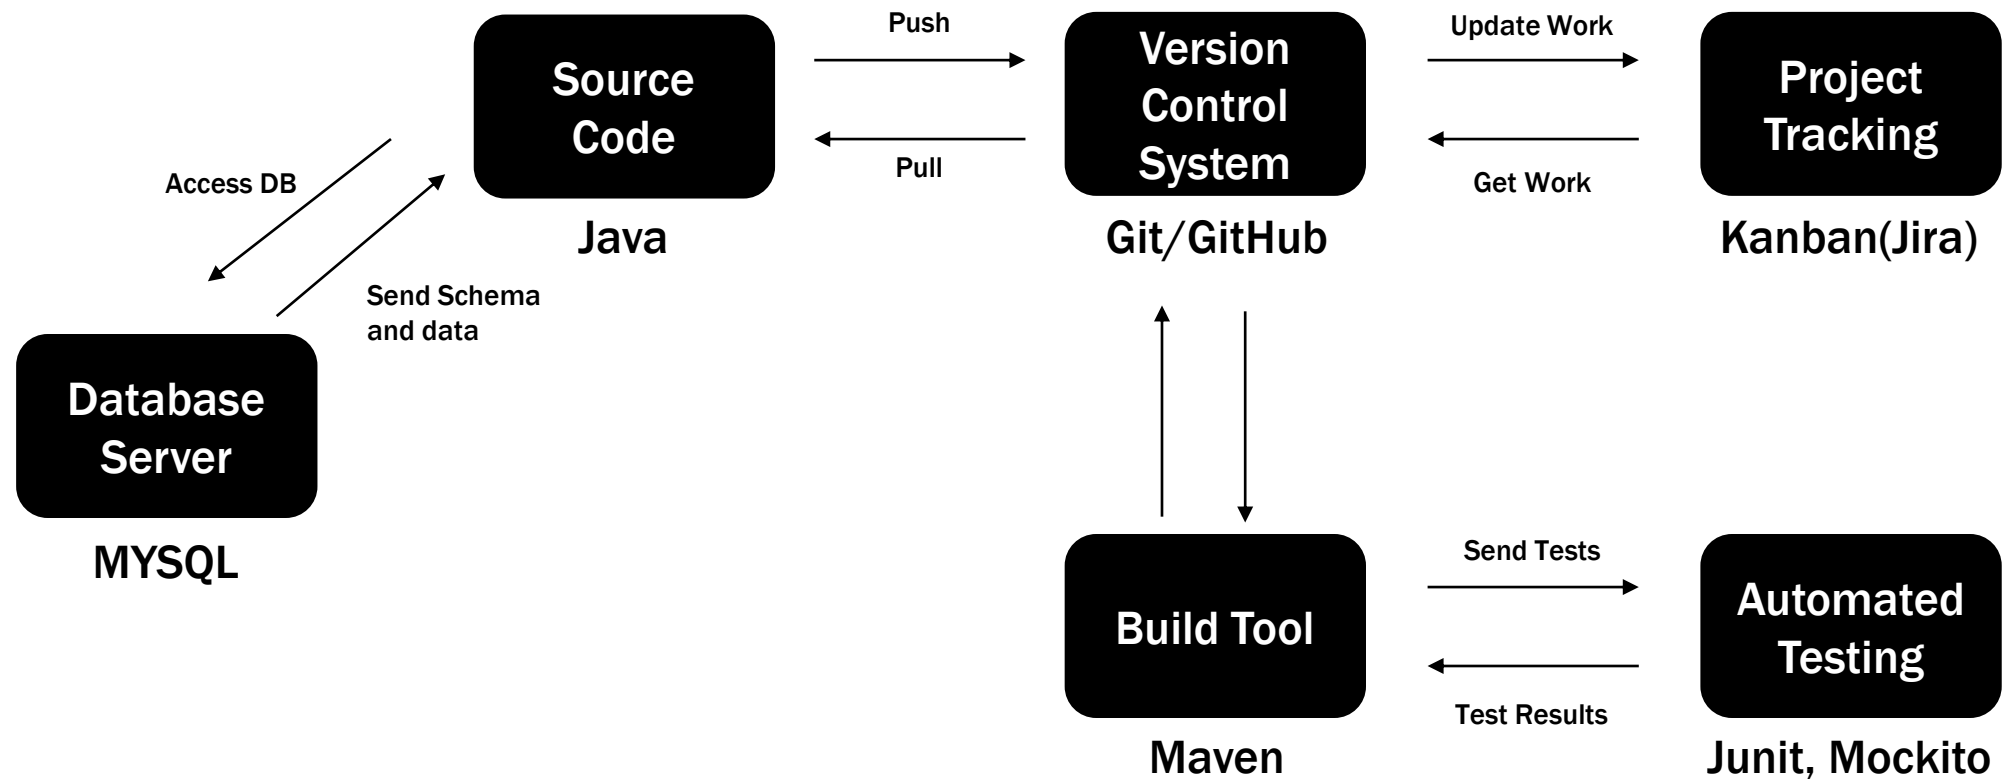 Push
Update Work
Source
Code
Version
Control
System
Project
Tracking
Access DB
Pull
Get Work
Java
Git/GitHub
Kanban(Jira)
Send Schema
and data
Database
Server
MYSQL
Send Tests
Build Tool
Automated
Testing
Test Results
Maven
Junit, Mockito